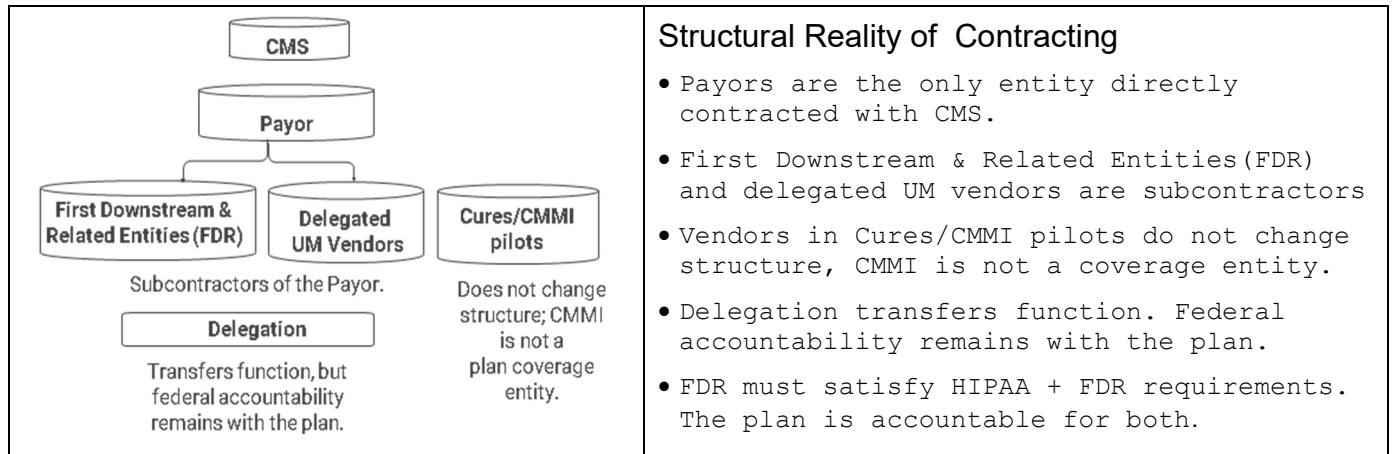 CMS
Payor
First Downstream &
Related Entities (FDR)
Delegated
UM Vendors
Cures/CMMI
pilots
Subcontractors of the Payor.
Delegation
Transfers function, but
federal accountability
remains with the plan.
Does not change
structure; CMMI
is not a
plan coverage
entity.
Structural Reality of  Contracting
• Payors are the only entity directly
contracted with CMS.
• First Downstream & Related Entities(FDR)
and delegated UM vendors are subcontractors
• Vendors in Cures/CMMI pilots do not change
structure, CMMI is not a coverage entity.
• Delegation transfers function. Federal
accountability remains with the plan.
• FDR must satisfy HIPAA + FDR requirements.
The plan is accountable for both.